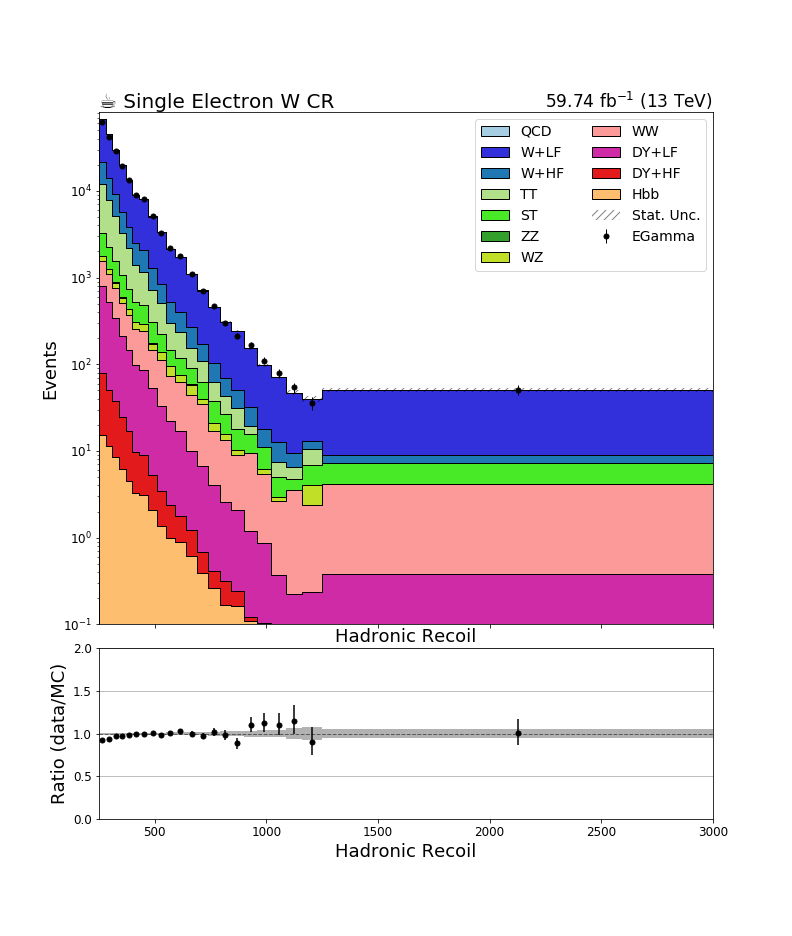 ☕ Single Electron W CR
59.74 fb⁻¹ (13 TeV)
QCD
W+LF
W+HF
TT
ST
ZZ
WZ
WW
DY+LF
DY+HF
Hbb
Stat. Unc.
EGamma
Events
10⁴
10³
10²
10¹
10⁰
10⁻¹
Hadronic Recoil
Ratio (data/MC)
2.0
1.5
1.0
0.5
0.0
500 1000 1500 2000 2500 3000
Hadronic Recoil